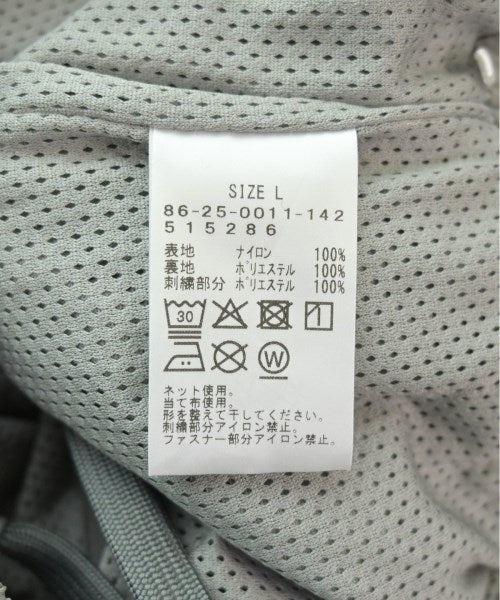 SIZE L
86-25-0011-142
515286
表地 ナイロン 100%
裏地 ポリエステル 100%
刺繍部分 ポリエステル 100%
30
W
ネット使用。
当て布使用。
形を整えて干してください。
刺繍部分アイロン禁止。
ファスナー部分アイロン禁止。